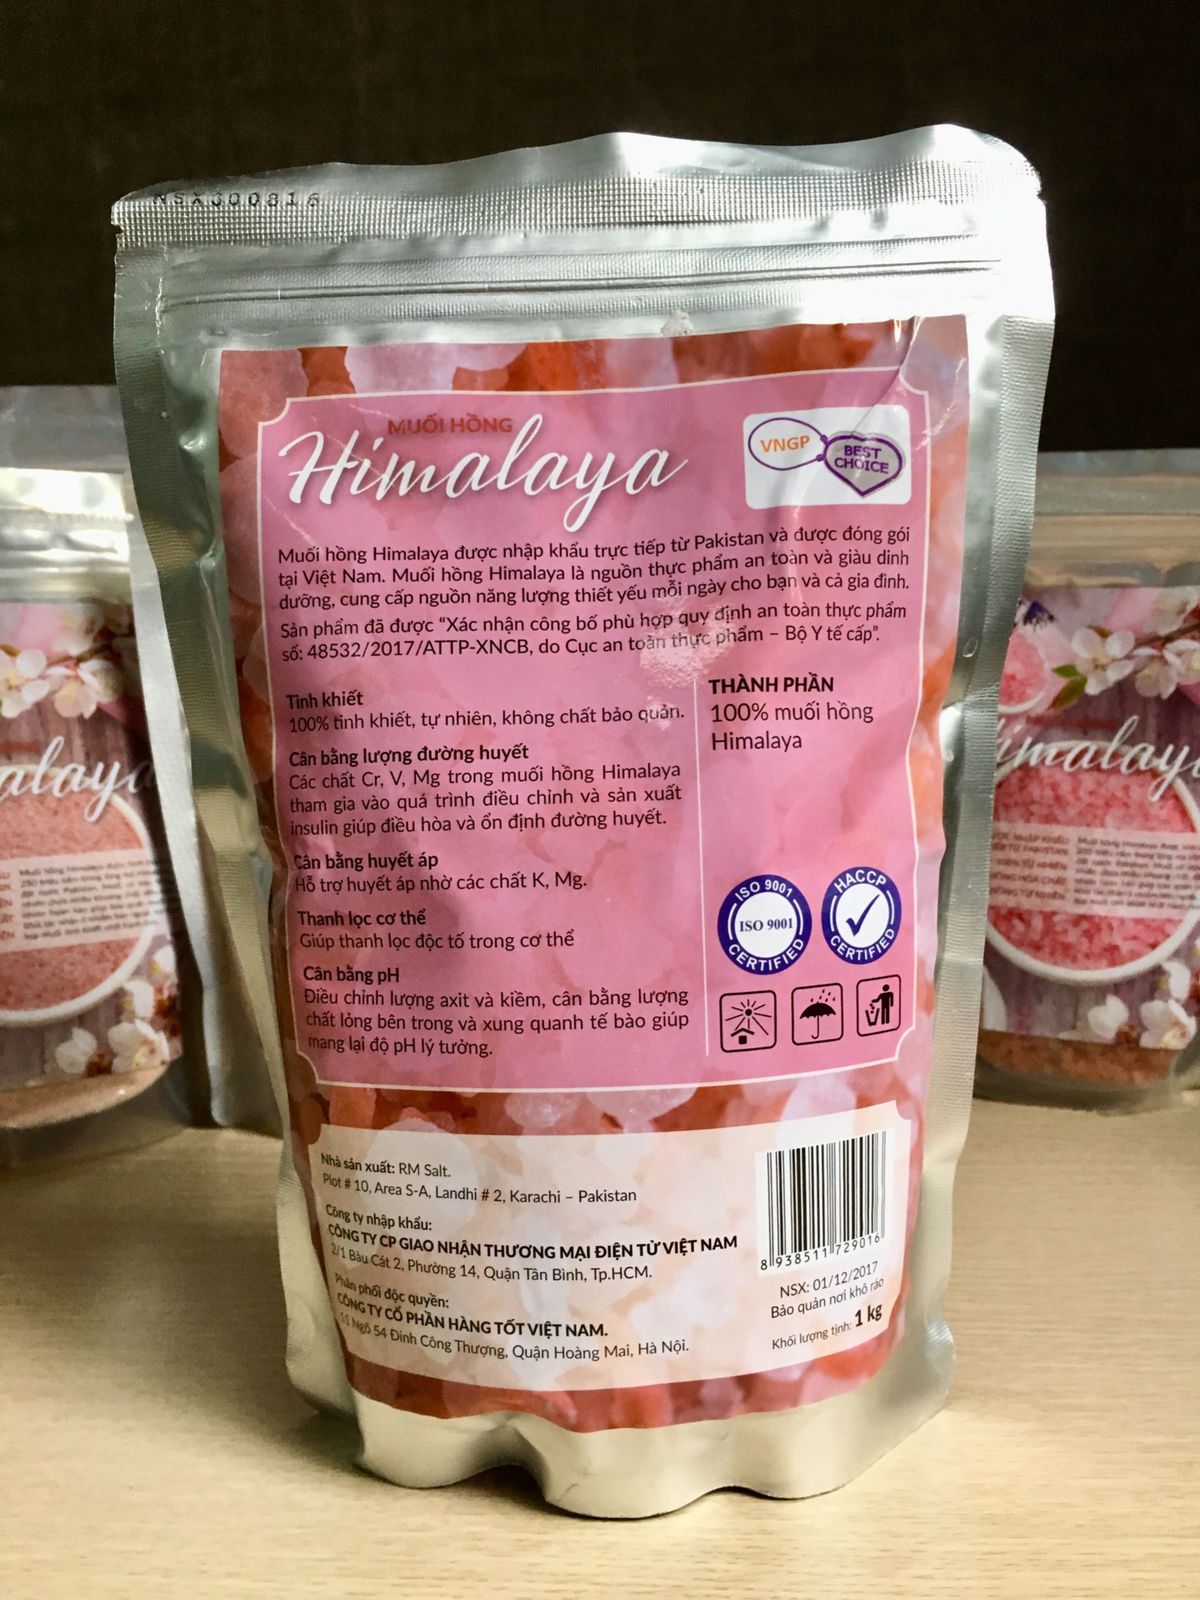 NSX300816
MUỐI HỒNG
Himalaya
VNGP
BEST
CHOICE
Muối hồng Himalaya được nhập khẩu trực tiếp từ Pakistan và được đóng gói
tại Việt Nam. Muối hồng Himalaya là nguồn thực phẩm an toàn và giàu dinh
dưỡng, cung cấp nguồn năng lượng thiết yếu mỗi ngày cho bạn và cả gia đình.
Sản phẩm đã được “Xác nhận công bố phù hợp quy định an toàn thực phẩm
số: 48532/2017/ATTP-XNCB, do Cục an toàn thực phẩm – Bộ Y tế cấp”.
Tinh khiết
100% tinh khiết, tự nhiên, không chất bảo quản.
Cân bằng lượng đường huyết
Các chất Cr, V, Mg trong muối hồng Himalaya
tham gia vào quá trình điều chỉnh và sản xuất
insulin giúp điều hòa và ổn định đường huyết.
Cân bằng huyết áp
Hỗ trợ huyết áp nhờ các chất K, Mg.
Thanh lọc cơ thể
Giúp thanh lọc độc tố trong cơ thể
Cân bằng pH
Điều chỉnh lượng axit và kiềm, cân bằng lượng
chất lỏng bên trong và xung quanh tế bào giúp
mang lại độ pH lý tưởng.
THÀNH PHẦN
100% muối hồng
Himalaya
ISO 9001
ISO 9001
CERTIFIED
HACCP
CERTIFIED
Nhà sản xuất: RM Salt.
Plot # 10, Area S-A, Landhi # 2, Karachi – Pakistan
Công ty nhập khẩu:
CÔNG TY CP GIAO NHẬN THƯƠNG MẠI ĐIỆN TỬ VIỆT NAM
2/1 Bàu Cát 2, Phường 14, Quận Tân Bình, Tp.HCM.
Phân phối độc quyền:
CÔNG TY CỔ PHẦN HÀNG TỐT VIỆT NAM.
11 Ngõ 54 Đình Công Thượng, Quận Hoàng Mai, Hà Nội.
8 938511 729016
NSX: 01/12/2017
Bảo quản nơi khô ráo
Khối lượng tịnh: 1 kg
alaya
Himalaya